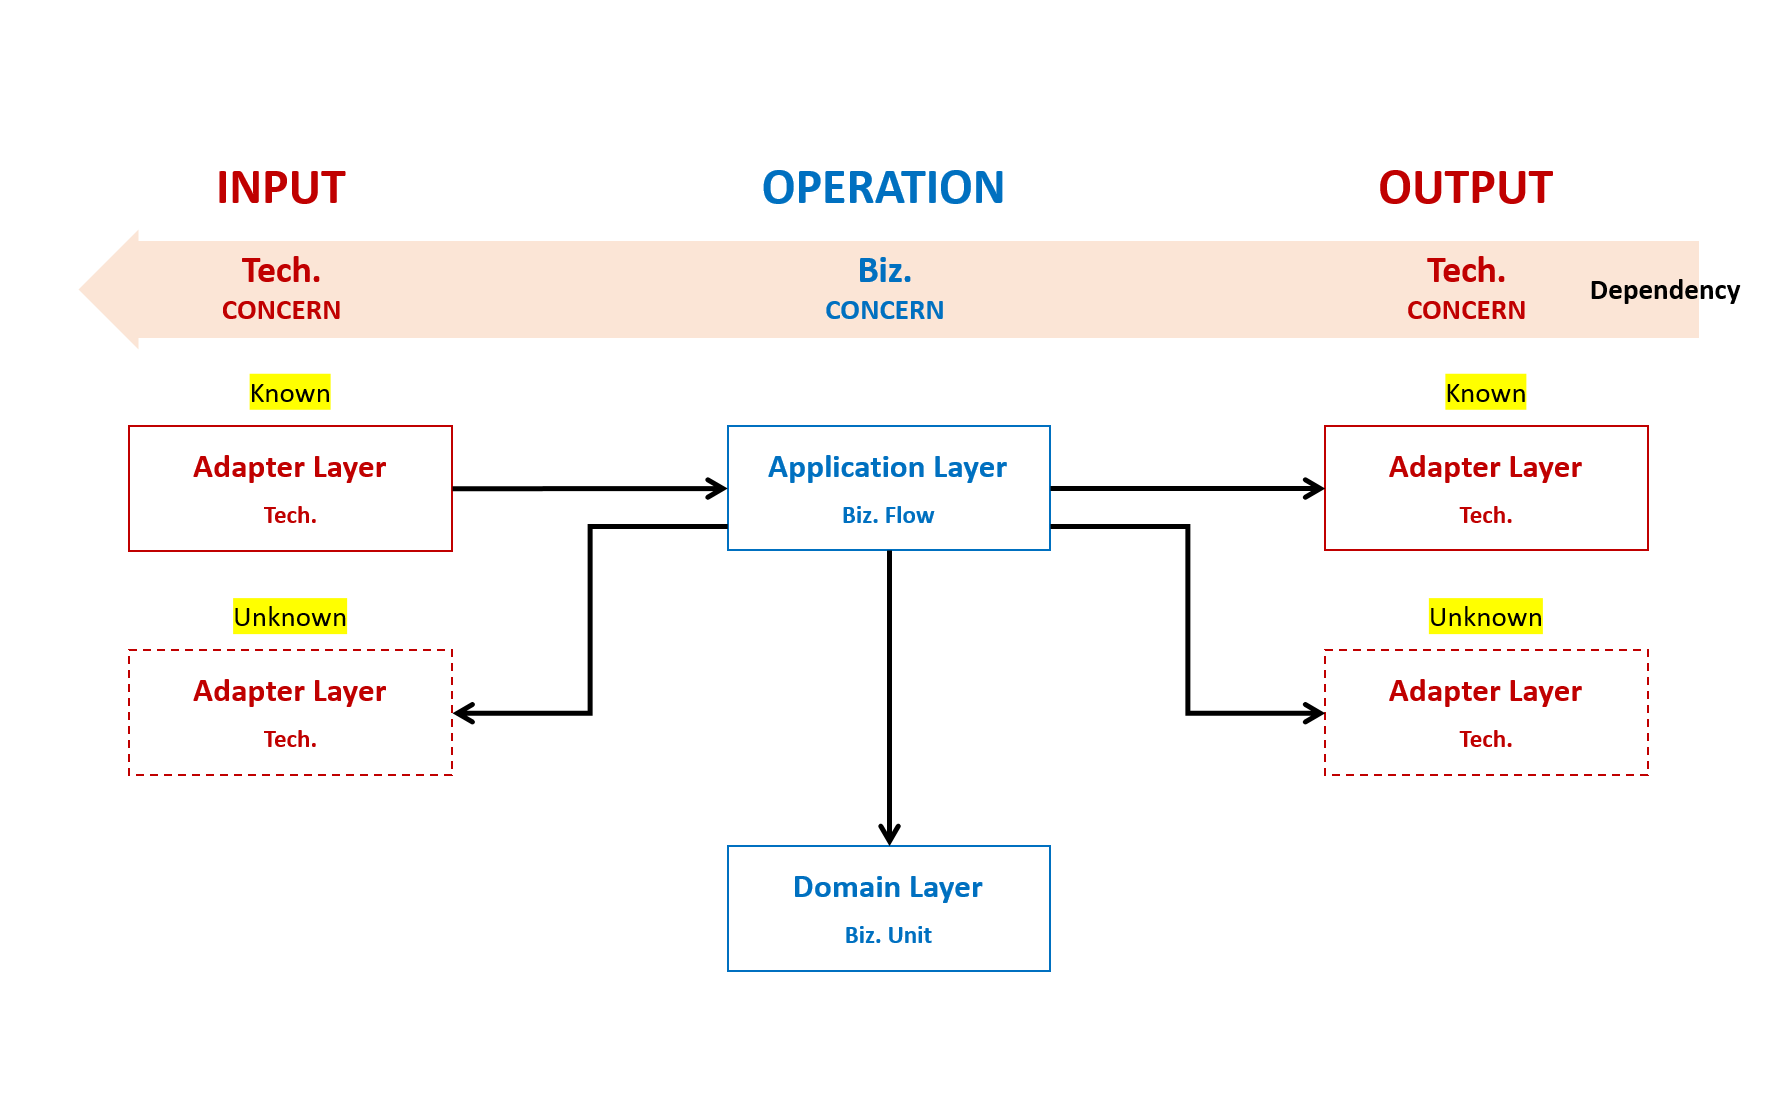 INPUT
OPERATION
OUTPUT
Tech.
CONCERN
Biz.
CONCERN
Tech.
CONCERN
Dependency
Known
Known
Adapter Layer
Tech.
Application Layer
Biz. Flow
Adapter Layer
Tech.
Unknown
Unknown
Adapter Layer
Tech.
Adapter Layer
Tech.
Domain Layer
Biz. Unit